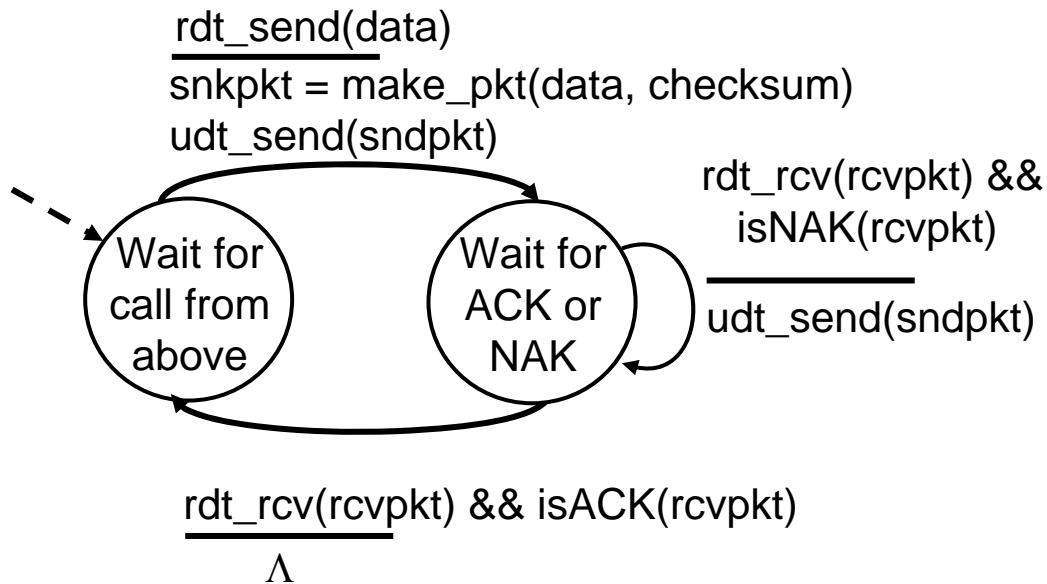 rdt_send(data)
snkpkt = make_pkt(data, checksum)
udt_send(sndpkt)
rdt_rcv(rcvpkt) &&
isNAK(rcvpkt)
udt_send(sndpkt)
Wait for
call from
above
Wait for
ACK or
NAK
rdt_rcv(rcvpkt) && isACK(rcvpkt)
Λ